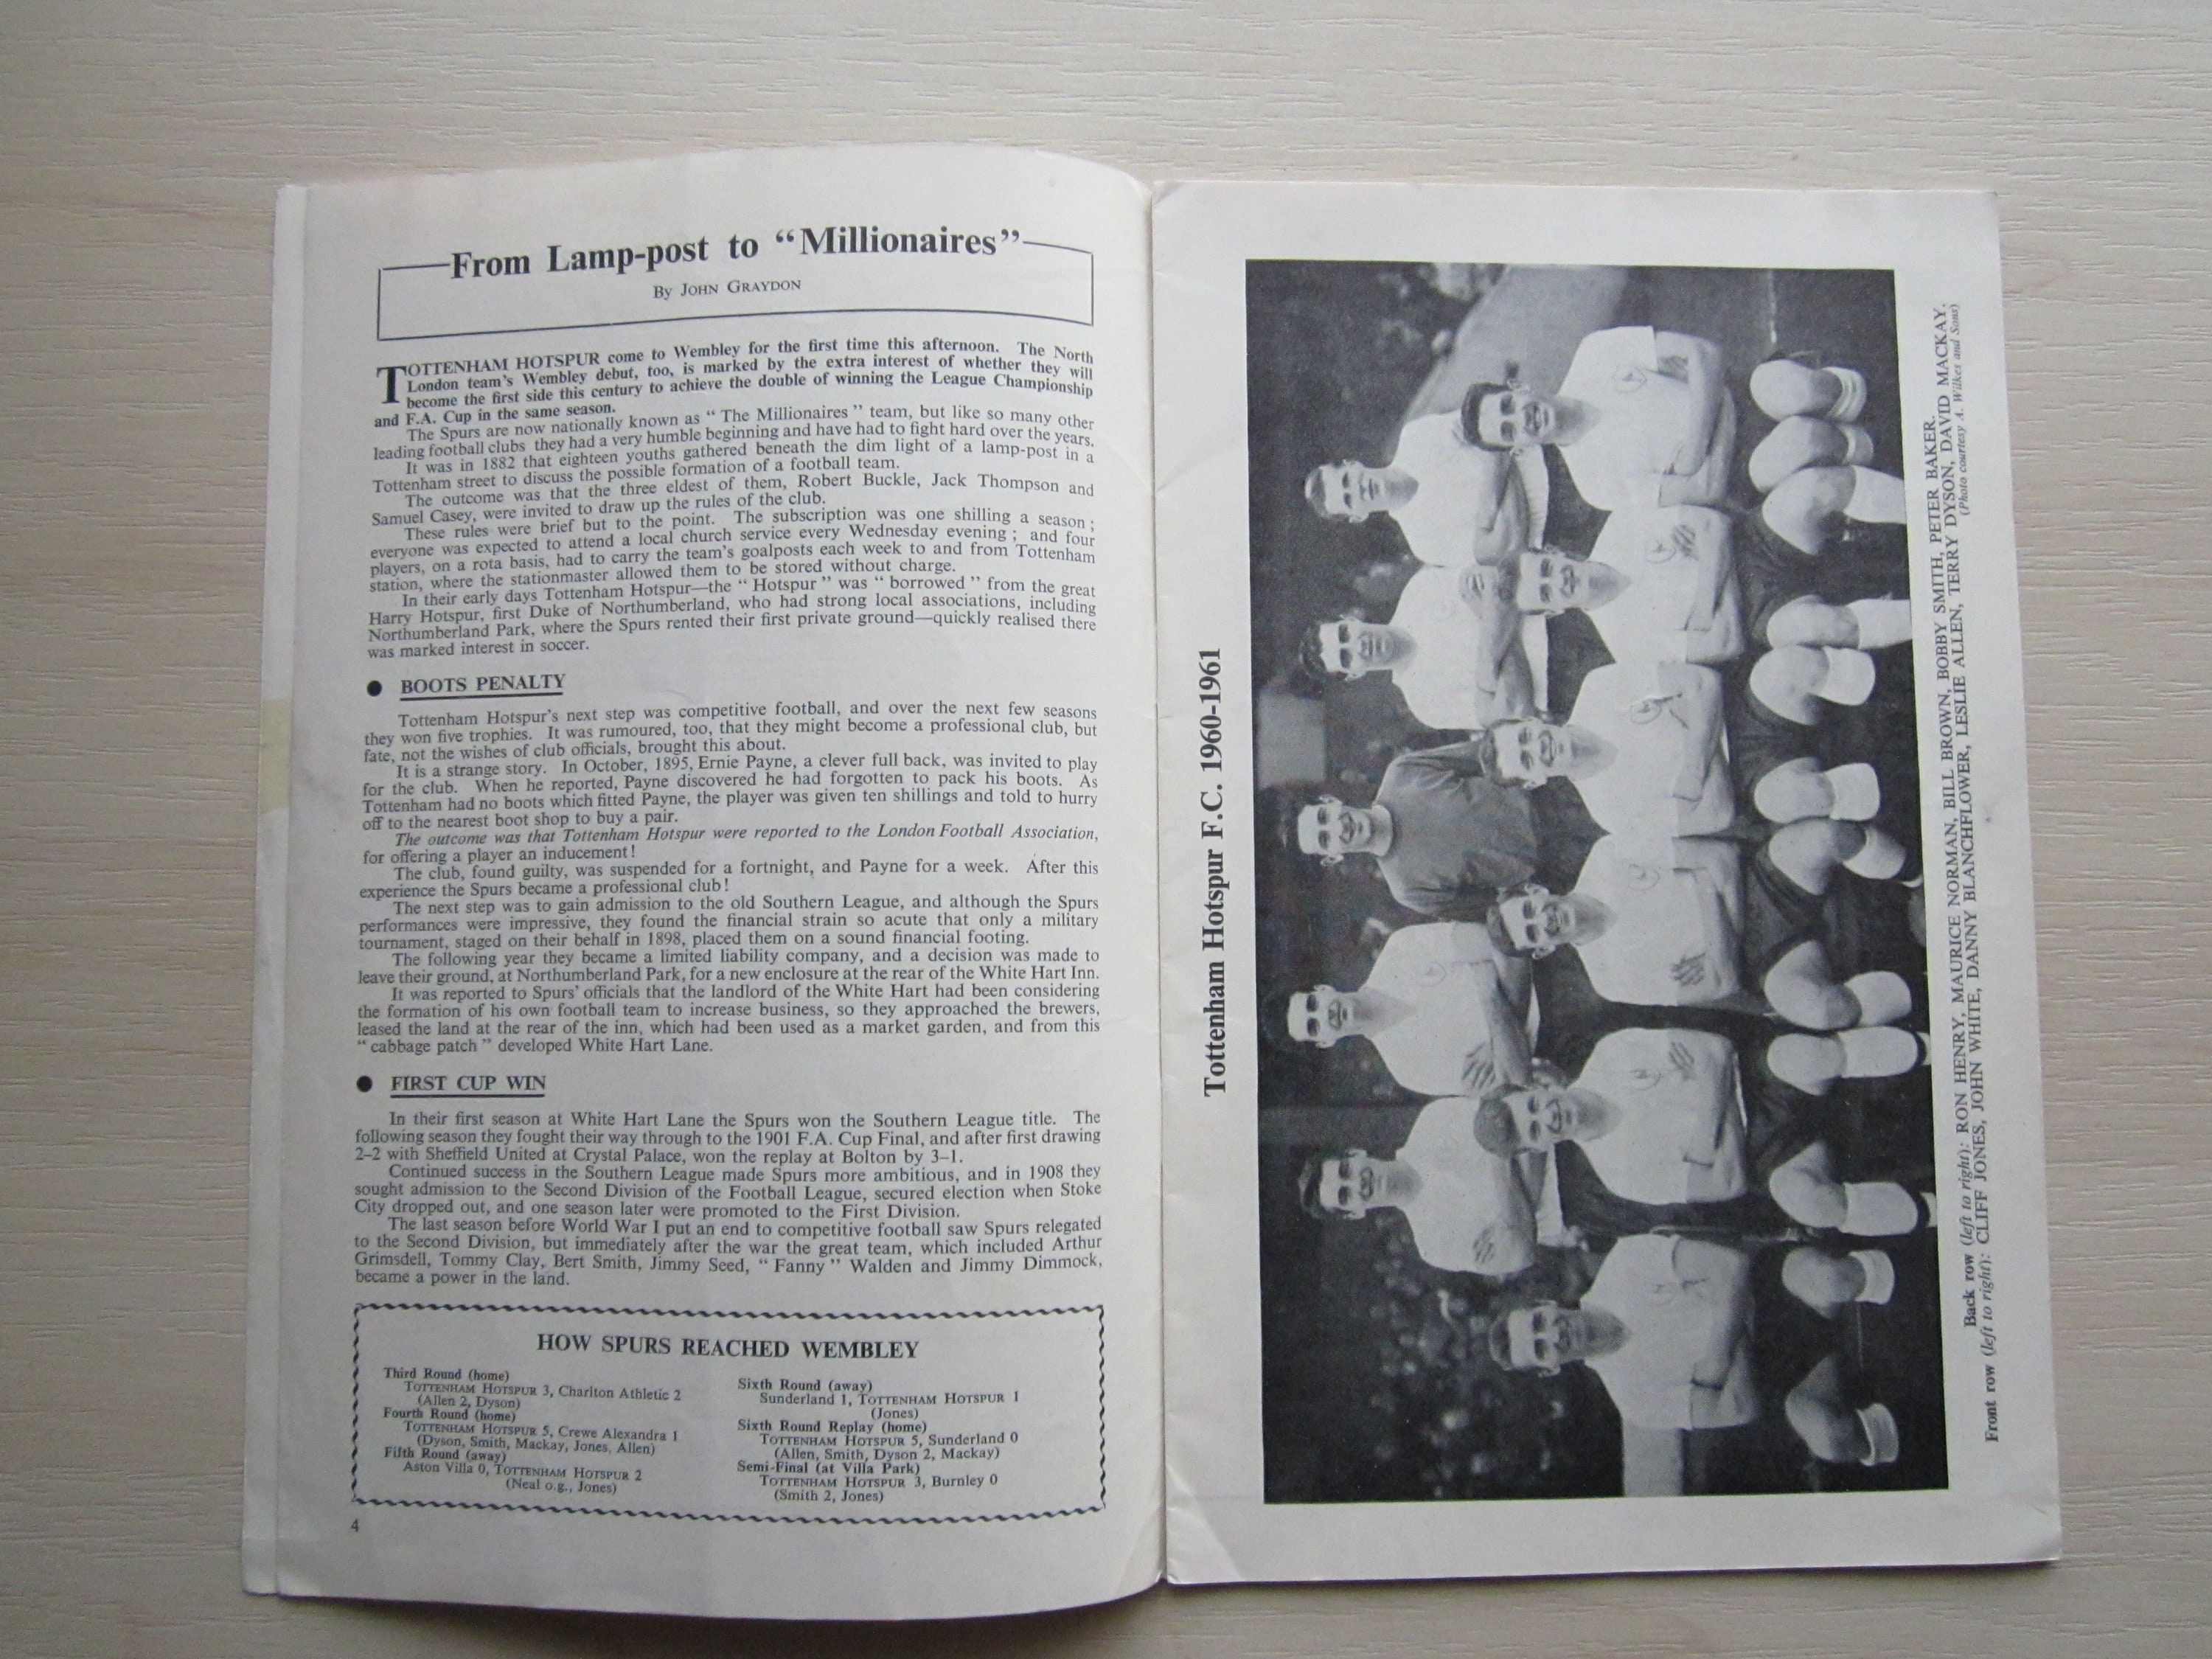 From Lamp-post to “Millionaires”
By JOHN GRAYDON
TOTTENHAM HOTSPUR come to Wembley for the first time this afternoon. The North
London team's Wembley debut, too, is marked by the extra interest of whether they will
become the first side this century to achieve the double of winning the League Championship
and F.A. Cup in the same season.
The Spurs are now nationally known as “ The Millionaires ” team, but like so many other
leading football clubs they had a very humble beginning and have had to fight hard over the years.
It was in 1882 that eighteen youths gathered beneath the dim light of a lamp-post in a
Tottenham street to discuss the possible formation of a football team.
The outcome was that the three eldest of them, Robert Buckle, Jack Thompson and
Samuel Casey, were invited to draw up the rules of the club.
These rules were brief but to the point. The subscription was one shilling a season ;
everyone was expected to attend a local church service every Wednesday evening ; and four
players, on a rota basis, had to carry the team's goalposts each week to and from Tottenham
station, where the stationmaster allowed them to be stored without charge.
In their early days Tottenham Hotspur—the “ Hotspur ” was “ borrowed ” from the great
Harry Hotspur, first Duke of Northumberland, who had strong local associations, including
Northumberland Park, where the Spurs rented their first private ground—quickly realised there
was marked interest in soccer.
● BOOTS PENALTY
Tottenham Hotspur's next step was competitive football, and over the next few seasons
they won five trophies. It was rumoured, too, that they might become a professional club, but
fate, not the wishes of club officials, brought this about.
It is a strange story. In October, 1895, Ernie Payne, a clever full back, was invited to play
for the club. When he reported, Payne discovered he had forgotten to pack his boots. As
Tottenham had no boots which fitted Payne, the player was given ten shillings and told to hurry
off to the nearest boot shop to buy a pair.
The outcome was that Tottenham Hotspur were reported to the London Football Association,
for offering a player an inducement !
The club, found guilty, was suspended for a fortnight, and Payne for a week. After this
experience the Spurs became a professional club !
The next step was to gain admission to the old Southern League, and although the Spurs
performances were impressive, they found the financial strain so acute that only a military
tournament, staged on their behalf in 1898, placed them on a sound financial footing.
The following year they became a limited liability company, and a decision was made to
leave their ground, at Northumberland Park, for a new enclosure at the rear of the White Hart Inn.
It was reported to Spurs' officials that the landlord of the White Hart had been considering
the formation of his own football team to increase business, so they approached the brewers,
leased the land at the rear of the inn, which had been used as a market garden, and from this
“ cabbage patch ” developed White Hart Lane.
● FIRST CUP WIN
In their first season at White Hart Lane the Spurs won the Southern League title. The
following season they fought their way through to the 1901 F.A. Cup Final, and after first drawing
2–2 with Sheffield United at Crystal Palace, won the replay at Bolton by 3–1.
Continued success in the Southern League made Spurs more ambitious, and in 1908 they
sought admission to the Second Division of the Football League, secured election when Stoke
City dropped out, and one season later were promoted to the First Division.
The last season before World War I put an end to competitive football saw Spurs relegated
to the Second Division, but immediately after the war the great team, which included Arthur
Grimsdell, Tommy Clay, Bert Smith, Jimmy Seed, “ Fanny ” Walden and Jimmy Dimmock,
became a power in the land.
HOW SPURS REACHED WEMBLEY
Third Round (home)
TOTTENHAM HOTSPUR 3, Charlton Athletic 2
(Allen 2, Dyson)
Fourth Round (home)
TOTTENHAM HOTSPUR 5, Crewe Alexandra 1
(Dyson, Smith, Mackay, Jones, Allen)
Fifth Round (away)
Aston Villa 0, TOTTENHAM HOTSPUR 2
(Neal o.g., Jones)
Sixth Round (away)
Sunderland 1, TOTTENHAM HOTSPUR 1
(Jones)
Sixth Round Replay (home)
TOTTENHAM HOTSPUR 5, Sunderland 0
(Allen, Smith, Dyson 2, Mackay)
Semi-Final (at Villa Park)
TOTTENHAM HOTSPUR 3, Burnley 0
(Smith 2, Jones)
4
Tottenham Hotspur F.C. 1960-1961
Back row (left to right): RON HENRY, MAURICE NORMAN, BILL BROWN, BOBBY SMITH, PETER BAKER.
Front row (left to right): CLIFF JONES, JOHN WHITE, DANNY BLANCHFLOWER, LESLIE ALLEN, TERRY DYSON, DAVID MACKAY.
(Photo courtesy A. Wilkes and Sons)